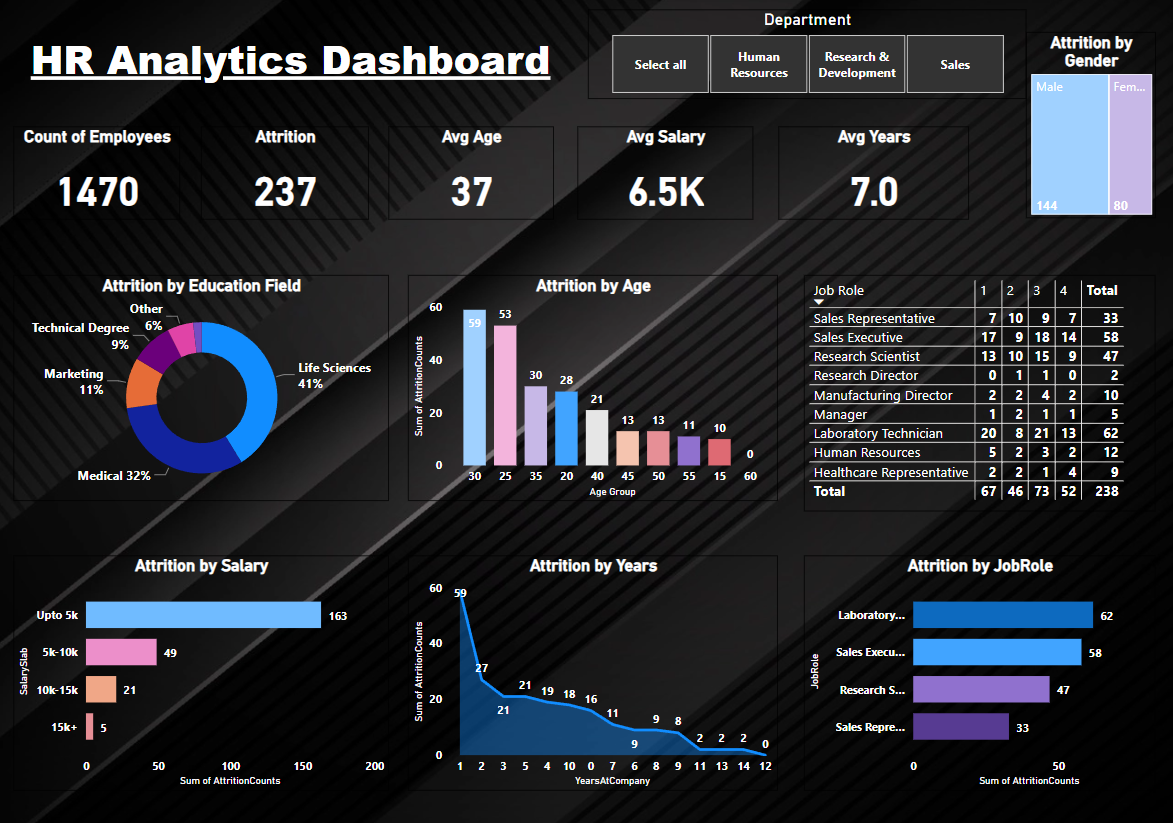 HR Analytics Dashboard
Department
Select all
Human
Resources
Research &
Development
Sales
Attrition by
Gender
Male
Fem...
144
80
Count of Employees
1470
Attrition
237
Avg Age
37
Avg Salary
6.5K
Avg Years
7.0
Attrition by Education Field
Other
6%
Technical Degree
9%
Marketing
11%
Life Sciences
41%
Medical 32%
Attrition by Age
Sum of AttritionCounts
60
40
20
0
59
53
30
28
21
13
13
11
10
0
30 25 35 20 40 45 50 55 15 60
Age Group
Job Role 1 2 3 4 Total
Sales Representative 7 10 9 7 33
Sales Executive 17 9 18 14 58
Research Scientist 13 10 15 9 47
Research Director 0 1 1 0 2
Manufacturing Director 2 2 4 2 10
Manager 1 2 1 1 5
Laboratory Technician 20 8 21 13 62
Human Resources 5 2 3 2 12
Healthcare Representative 2 2 1 4 9
Total 67 46 73 52 238
Attrition by Salary
SalarySlab
Upto 5k 163
5k-10k 49
10k-15k 21
15k+ 5
0 50 100 150 200
Sum of AttritionCounts
Attrition by Years
Sum of AttritionCounts
60
40
20
0
59
27
21
21
19
18
16
11
9
9
8
2
2
2
0
1 2 3 5 4 10 0 7 6 8 9 11 13 14 12
YearsAtCompany
Attrition by JobRole
JobRole
Laboratory... 62
Sales Execu... 58
Research S... 47
Sales Repre... 33
0 50
Sum of AttritionCounts